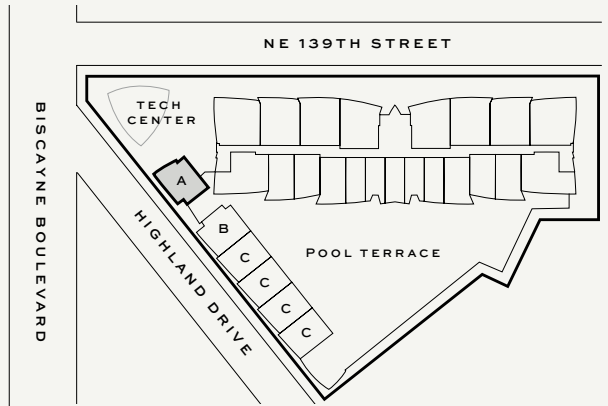 NE 139TH STREET
TECH
CENTER
BISCAYNE BOULEVARD
A
HIGHLAND DRIVE
B
POOL TERRACE
C
C
C
C